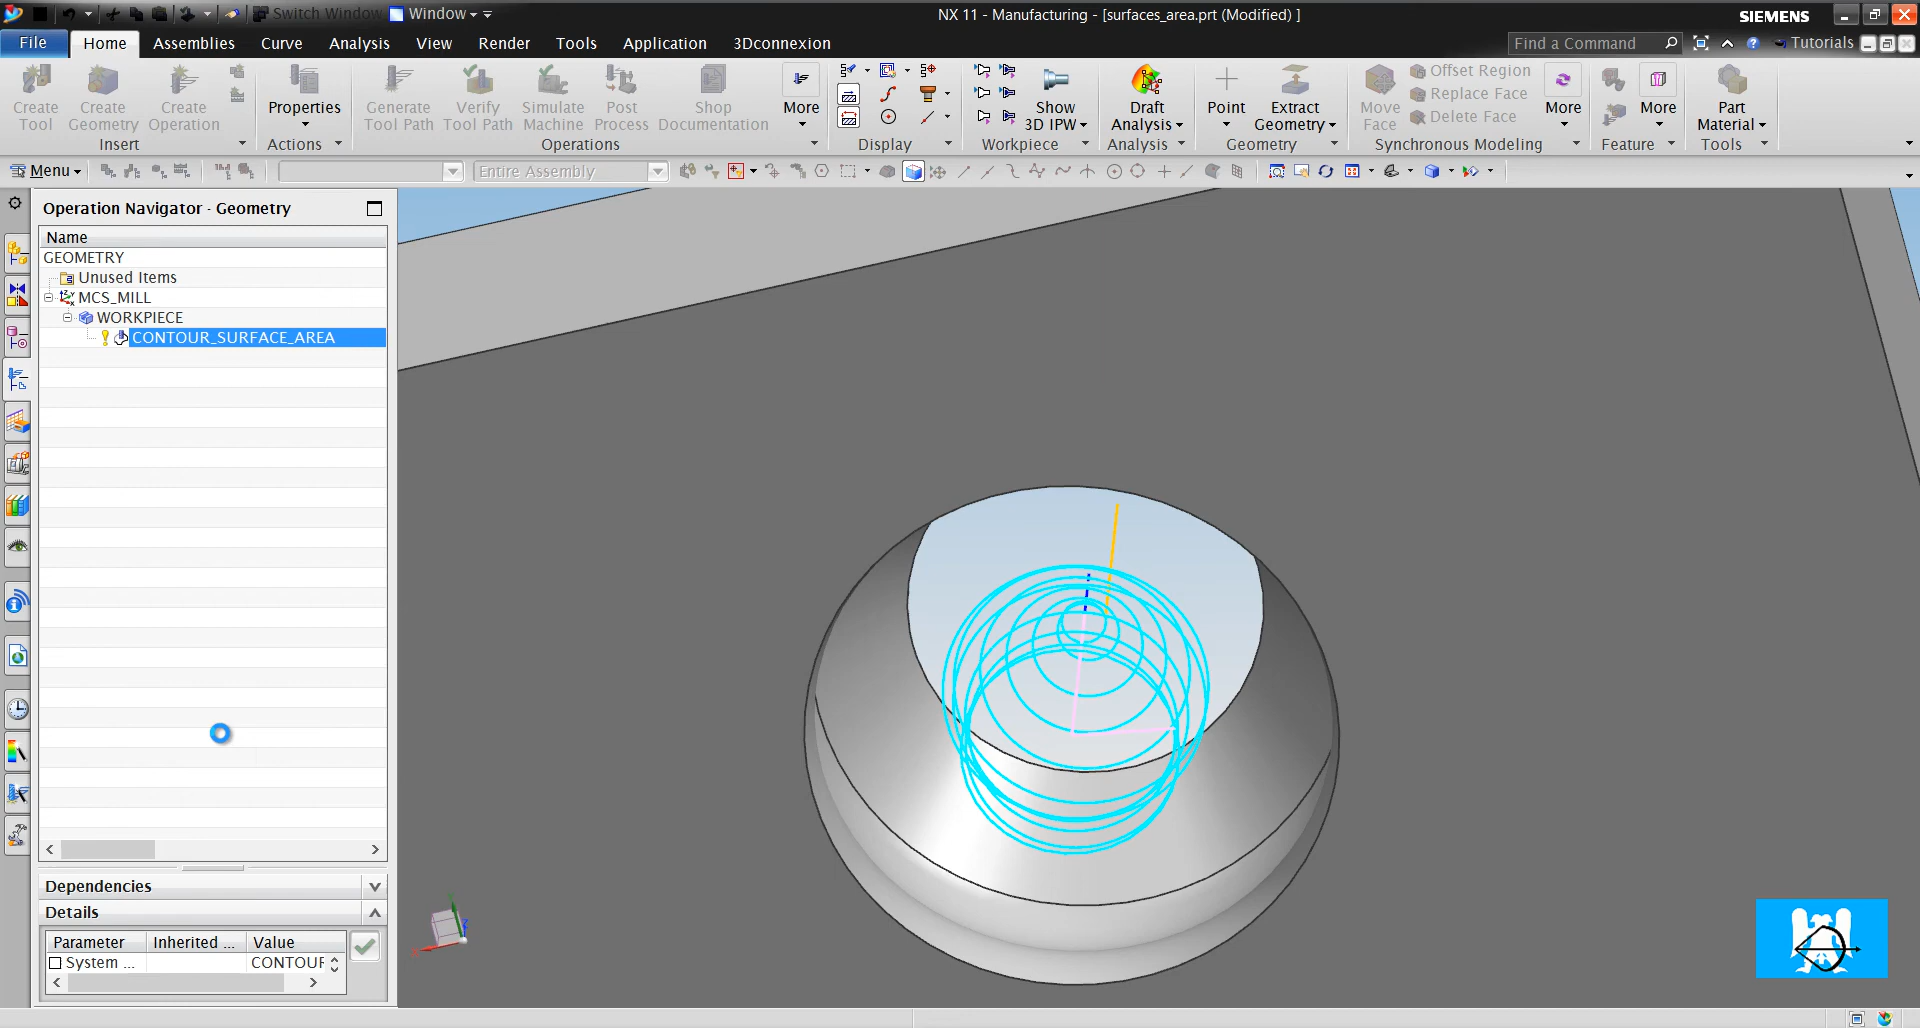 Switch Window Window
NX 11 - Manufacturing - [surfaces_area.prt (Modified) ]
SIEMENS
File Home Assemblies Curve Analysis View Render Tools Application 3Dconnexion
Find a Command
Tutorials
Create Tool
Create Geometry
Create Operation
Insert
Properties
Actions
Generate Tool Path
Verify Tool Path
Simulate Machine
Post Process
Shop Documentation
More
Operations
Display
Show 3D IPW
Workpiece
Draft Analysis
Analysis
Point
Extract Geometry
Geometry
Move Face
Offset Region
Replace Face
Delete Face
More
Synchronous Modeling
More
Feature
Part Material
Tools
Menu
Entire Assembly
Operation Navigator - Geometry
Name
GEOMETRY
Unused Items
MCS_MILL
WORKPIECE
CONTOUR_SURFACE_AREA
Dependencies
Details
Parameter Inherited ... Value
System ... CONTOUR